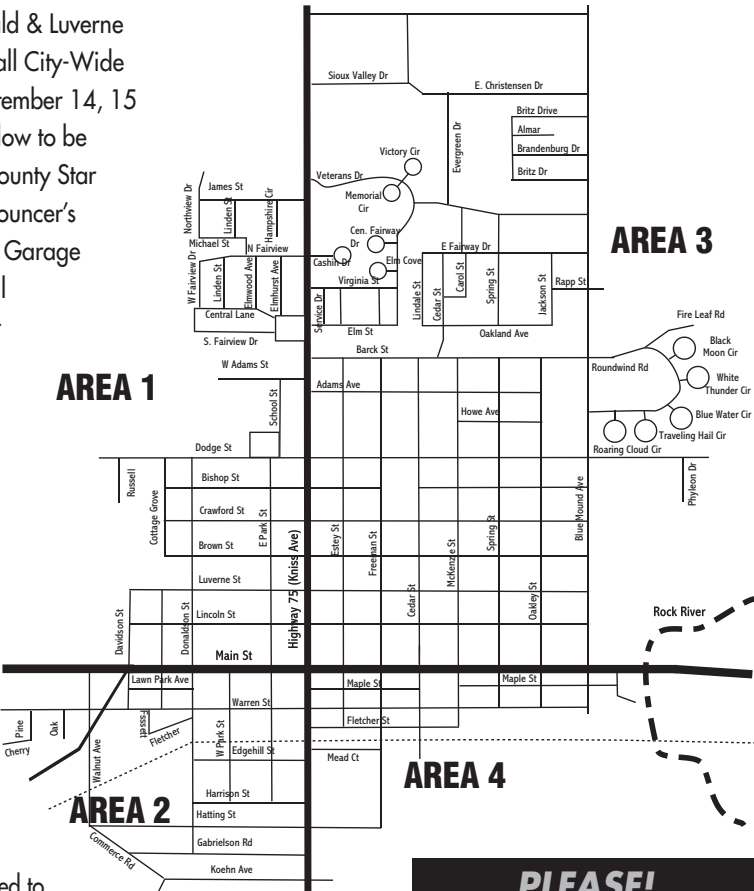 ld & Luverne
all City-Wide
tember 14, 15
low to be
ounty Star
ouncer's
Garage
l
Sioux Valley Dr
E. Christensen Dr
Britz Drive
Almar
Brandenburg Dr
Britz Dr
Evergreen Dr
Victory Cir
Veterans Dr
Memorial
Cir
Northview Dr
James St
Linden St
Hampshire Cir
Michael St
N Fairview
Cen. Fairway
Dr
Cashin Dr
Elm Cove
Virginia St
E Fairway Dr
AREA 3
W Fairview Dr
Linden St
Elmwood Ave
Elmhurst Ave
Central Lane
S. Fairview Dr
Service Dr
Elm St
Lindale St
Cedar St
Carol St
Spring St
Jackson St
Rapp St
Oakland Ave
Barck St
Fire Leaf Rd
Black
Moon Cir
Roundwind Rd
White
Thunder Cir
Blue Water Cir
Traveling Hail Cir
Roaring Cloud Cir
AREA 1
W Adams St
Adams Ave
School St
Howe Ave
Dodge St
Russell
Bishop St
Phyleon Dr
Cottage Grove
Crawford St
E Park St
Brown St
Highway 75 (Kniss Ave)
Estey St
Freeman St
McKenzie St
Spring St
Blue Mound Ave
Luverne St
Cedar St
Oakley St
Davidson St
Donaldson St
Lincoln St
Rock River
Main St
Lawn Park Ave
Maple St
Maple St
Warren St
Pine
Oak
Cherry
Fassett
Fletcher
W Park St
Fletcher St
Walnut Ave
Edgehill St
Mead Ct
AREA 4
AREA 2
Harrison St
Hatting St
Commerce Rd
Gabrielson Rd
Koehn Ave
ed to
PLEASE!